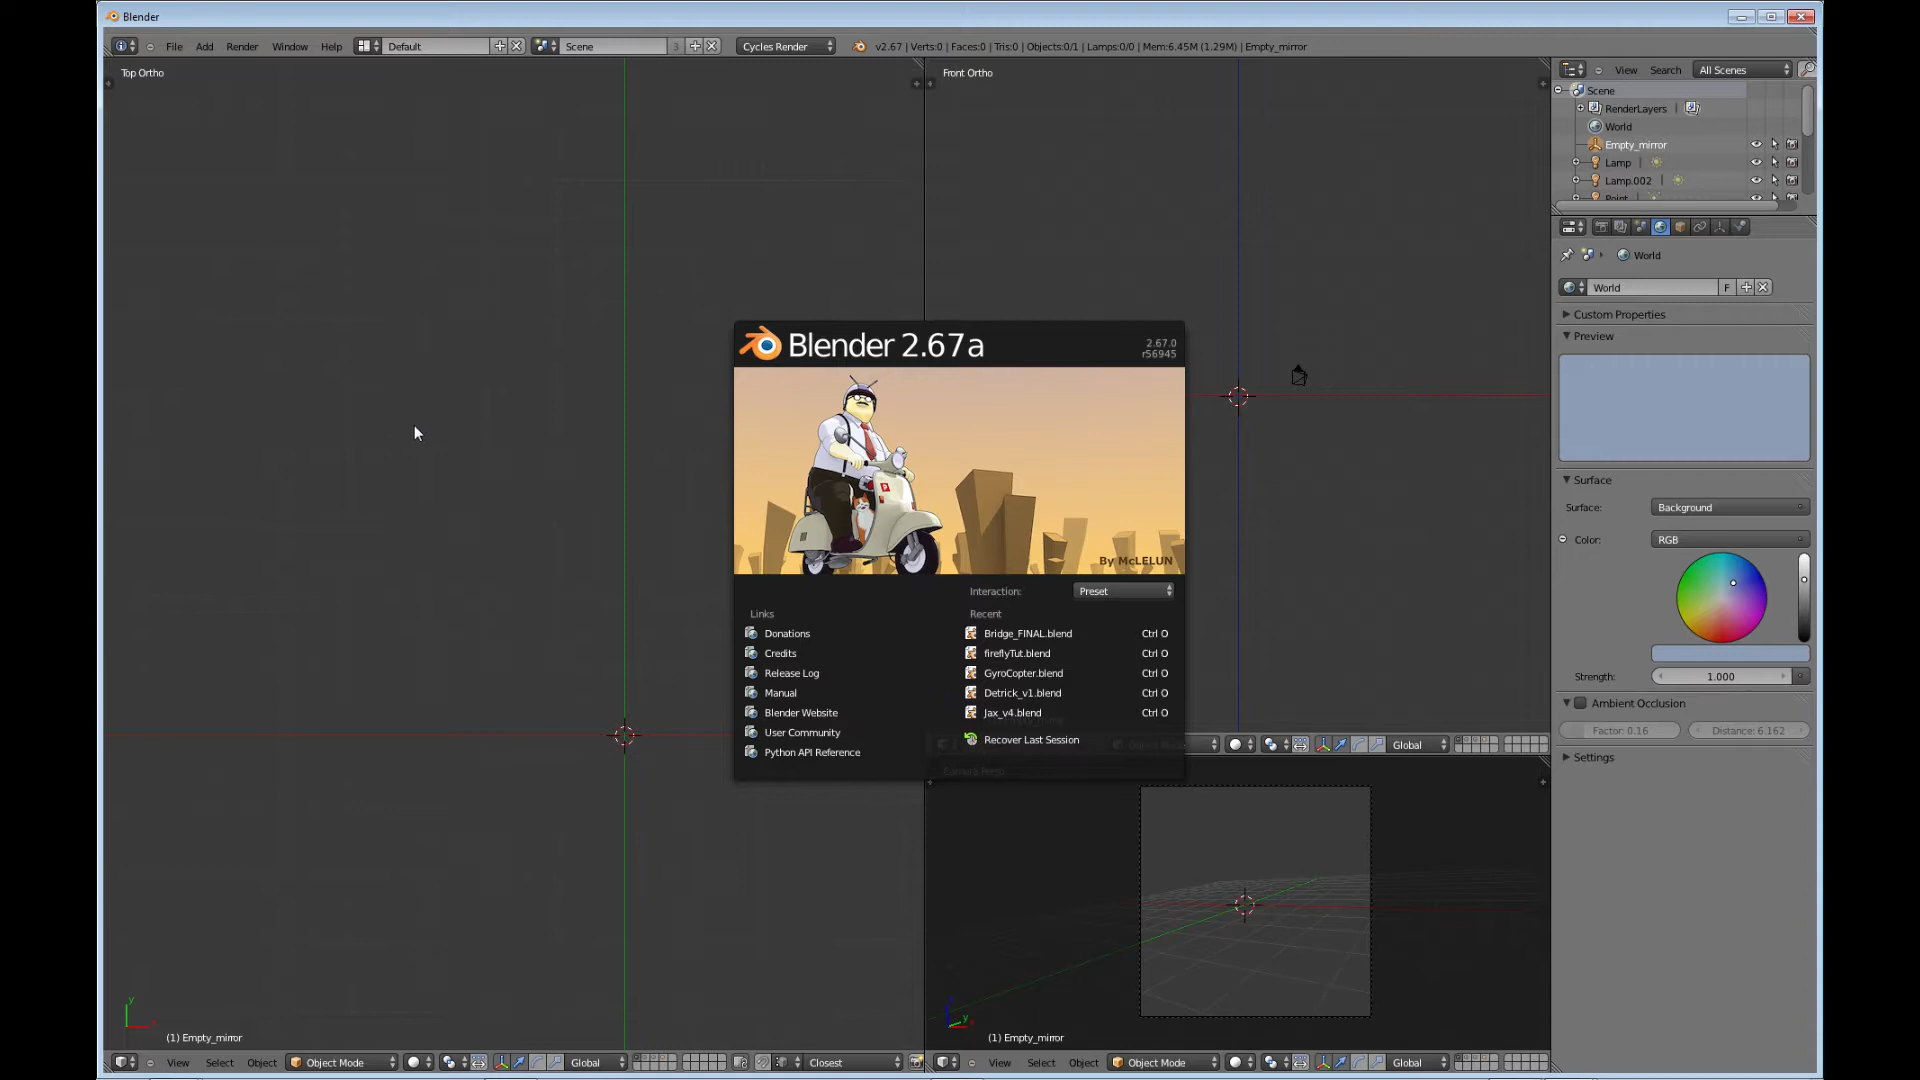 Blender
File Add Render Window Help Default Scene 3 Cycles Render v2.67 | Verts:0 | Faces:0 | Tris:0 | Objects:0/1 | Lamps:0/0 | Mem:6.45M (1.29M) | Empty_mirror
Top Ortho
Front Ortho
View Search All Scenes
Scene
RenderLayers
World
Empty_mirror
Lamp
Lamp.002
Point
World
World F
Custom Properties
Preview
Surface
Surface: Background
Color: RGB
Strength: 1.000
Ambient Occlusion
Factor: 0.16 Distance: 6.162
Settings
Blender 2.67a
2.67.0
r56945
P
By McLELUN
Interaction: Preset
Links
Donations
Credits
Release Log
Manual
Blender Website
User Community
Python API Reference
Recent
Bridge_FINAL.blend Ctrl O
fireflyTut.blend Ctrl O
GyroCopter.blend Ctrl O
Detrick_v1.blend Ctrl O
Jax_v4.blend Ctrl O
Recover Last Session
Global
Camera Persp
y
x
(1) Empty_mirror
z
y
x
(1) Empty_mirror
View Select Object Object Mode Global Closest
View Select Object Object Mode Global